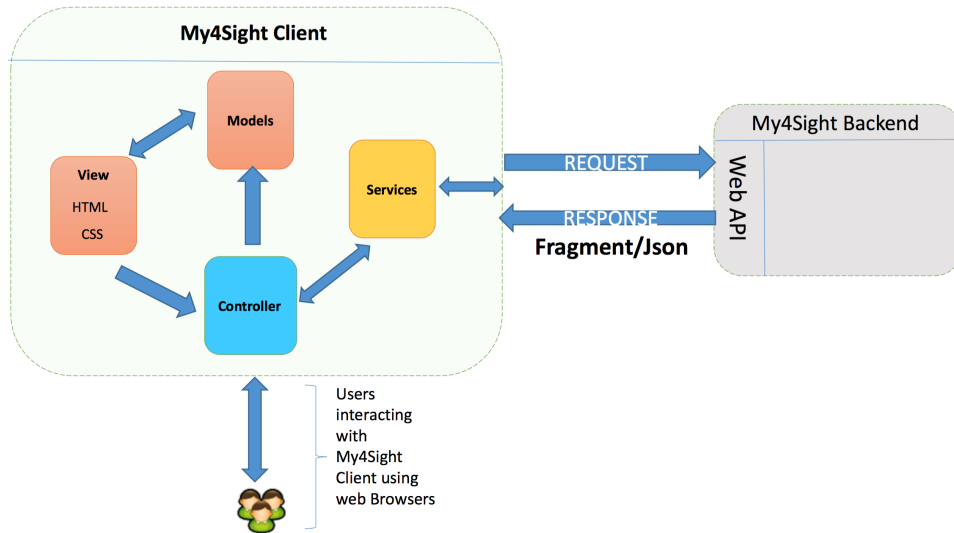 My4Sight Client
Models
View
HTML
CSS
Services
Controller
REQUEST
RESPONSE
Fragment/Json
My4Sight Backend
Web API
Users
interacting
with
My4Sight
Client using
web Browsers